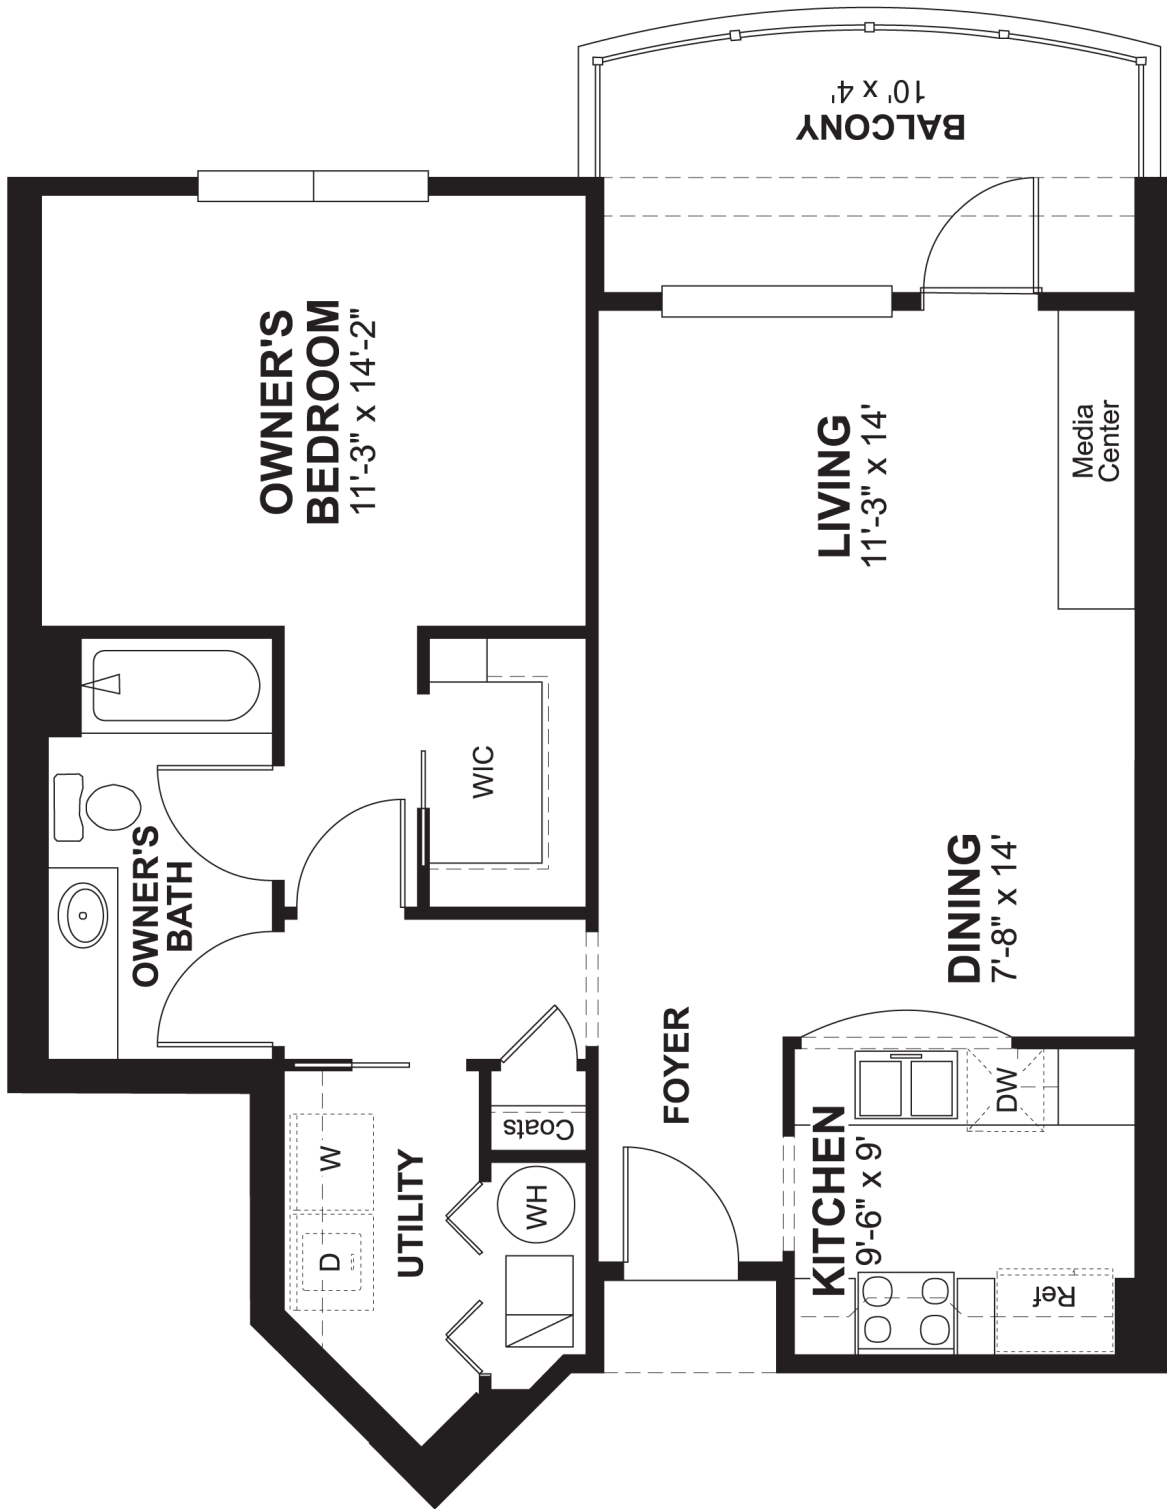 BALCONY
10' x 4'
OWNER'S
BEDROOM
11'-3" x 14'-2"
LIVING
11'-3" x 14'
Media
Center
WIC
OWNER'S
BATH
DINING
7'-8" x 14'
FOYER
Coats
DW
KITCHEN
9'-6" x 9'
UTILITY
W
D
WH
Ref